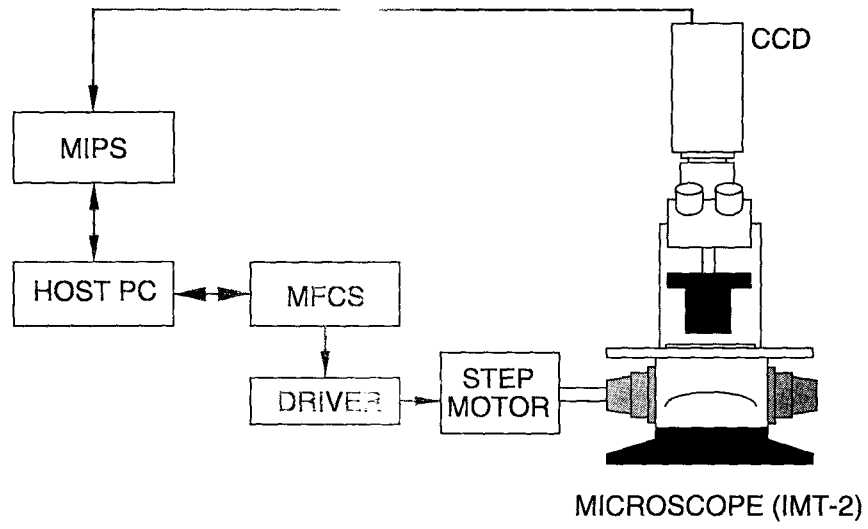 CCD
MIPS
HOST PC
MFCS
DRIVER
STEP
MOTOR
MICROSCOPE (IMT-2)